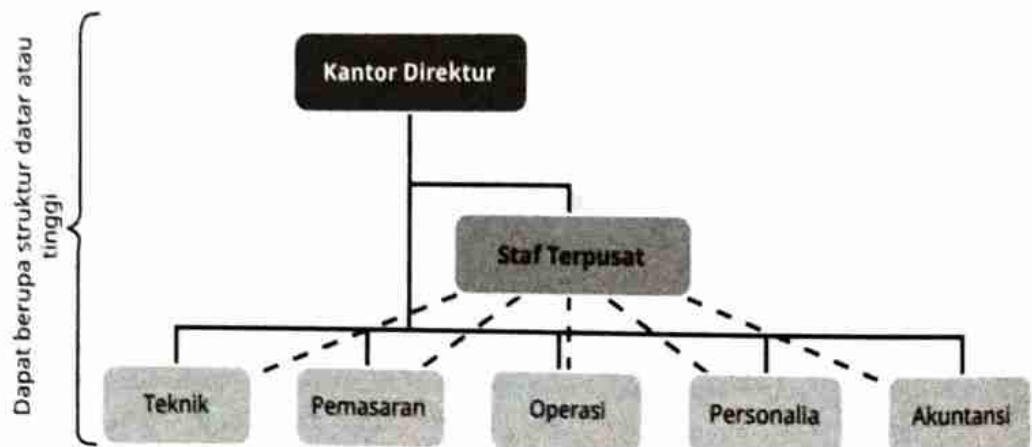 Dapat berupa struktur datar atau
tinggi
Kantor Direktur
Staf Terpusat
Teknik
Pemasaran
Operasi
Personalia
Akuntansi